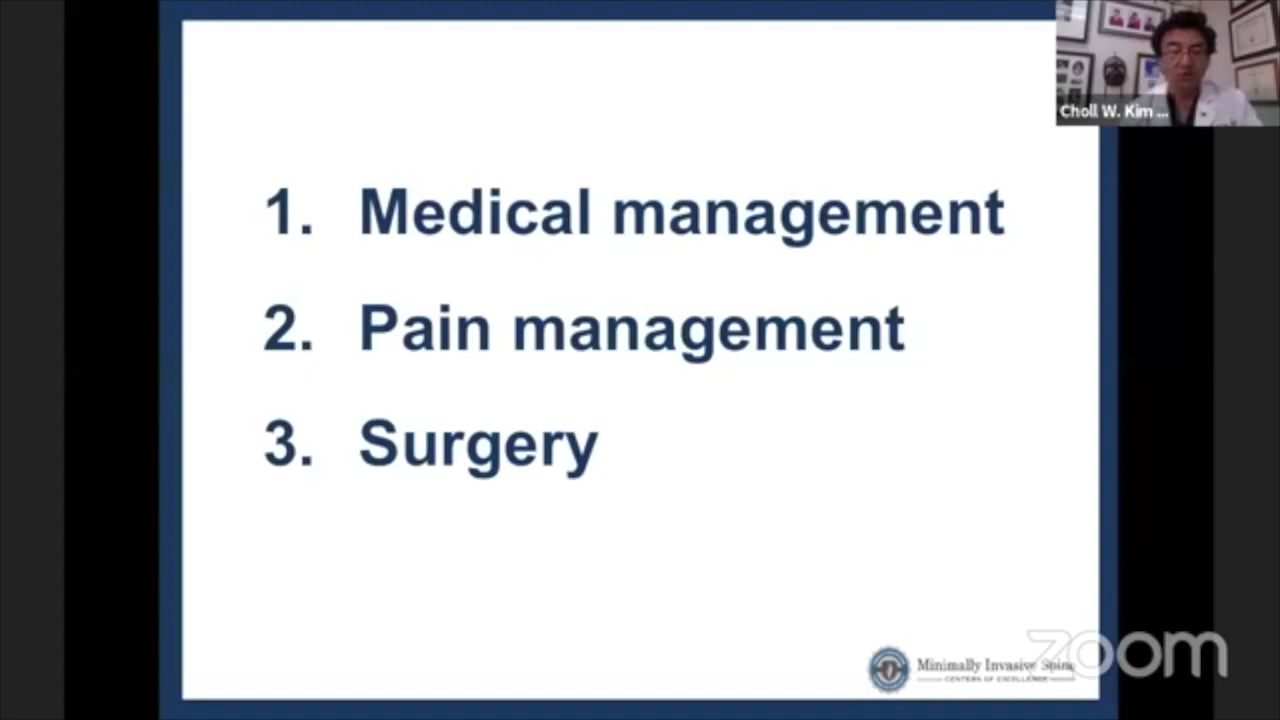 Choll W. Kim ...
1. Medical management
2. Pain management
3. Surgery
Minimally Invasive Spine
CENTERS OF EXCELLENCE
zoom